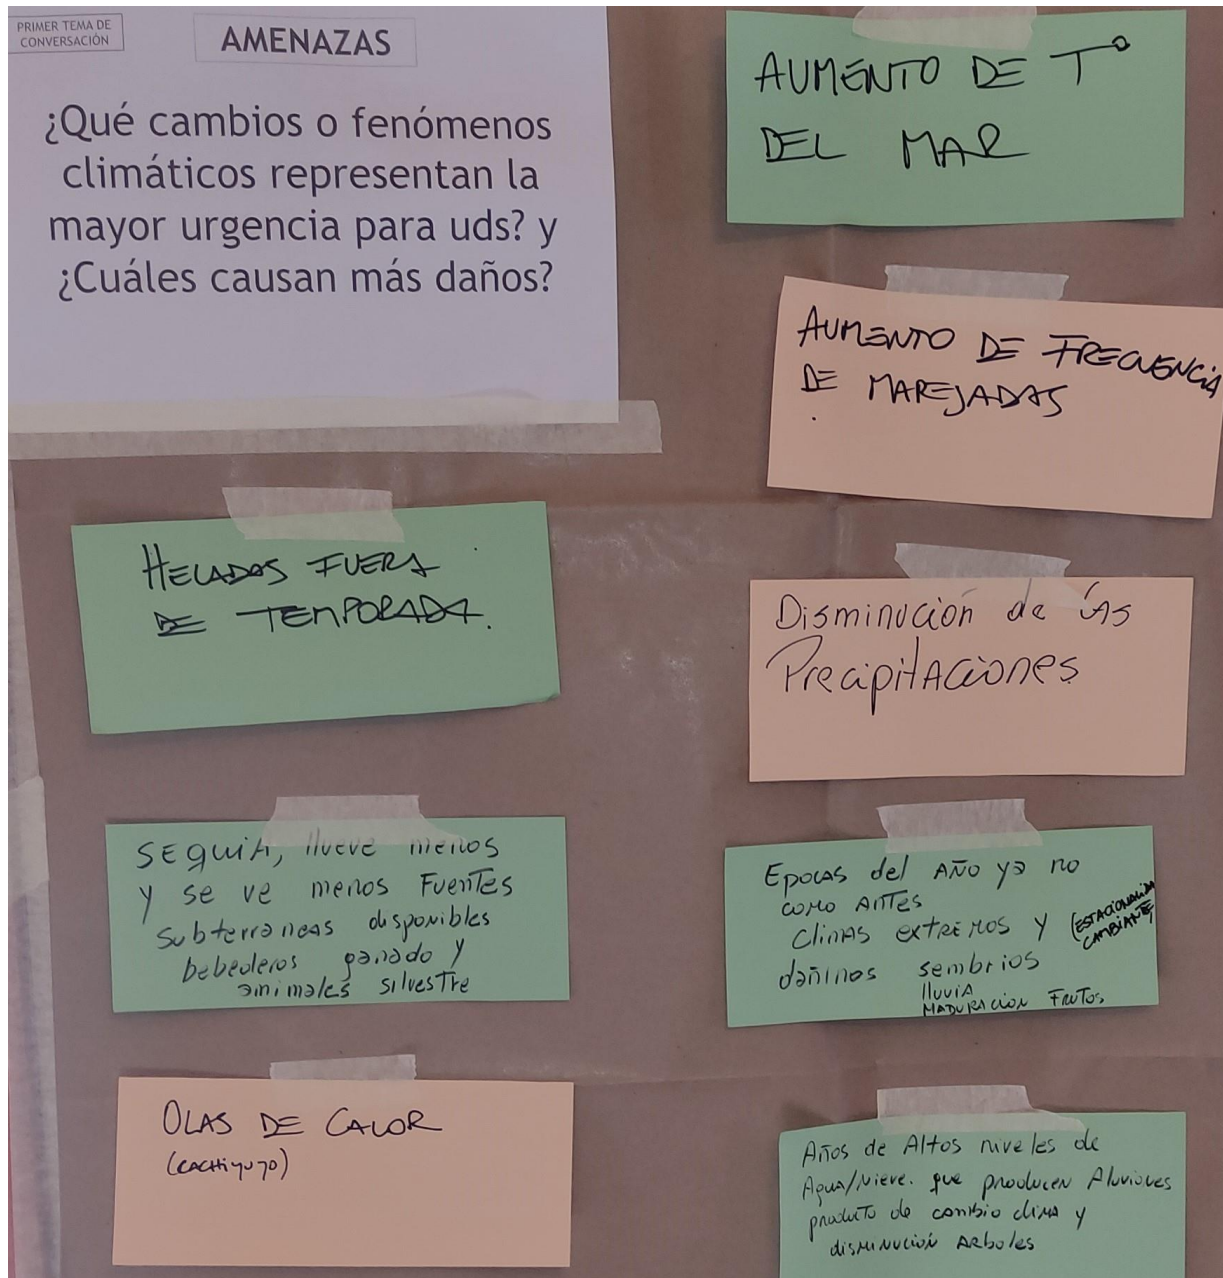 PRIMER TEMA DE
CONVERSACIÓN
AMENAZAS
¿Qué cambios o fenómenos
climáticos representan la
mayor urgencia para uds? y
¿Cuáles causan más daños?
AUMENTO DE T°
DEL MAR
AUMENTO DE FRECUENCIA
DE MAREJADAS
HELADAS FUERA
DE TEMPORADA.
Disminución de las
Precipitaciones
SEquiA, llueve menos
y se ve menos Fuentes
subterraneas disponibles
bebederos ganado y
animales silvestre
Epocas del AÑo ya no
como Antes
climas extremos y (ESTACIONALIDAD
CAMBIANTE)
dañinos sembrios
lluvia
MADURACION FRUTOS,
OLAS DE CALOR
(CACHIYUYO)
AÑos de Altos niveles de
Agua/Nieve. que producen Aluviones
producto de cambio clima y
disminución ARboles